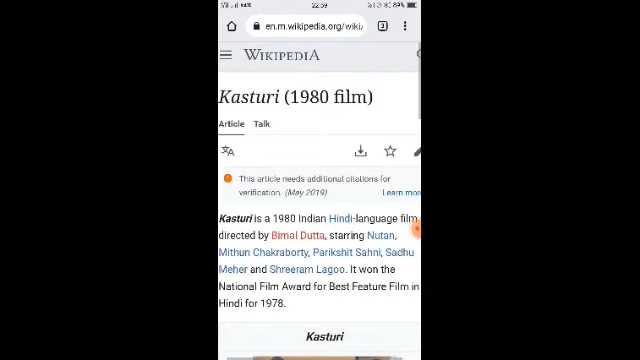 22:59
89%
en.m.wikipedia.org/wiki/
3
WIKIPEDIA
Kasturi (1980 film)
Article Talk
This article needs additional citations for
verification. (May 2019) Learn more
Kasturi is a 1980 Indian Hindi-language film
directed by Bimal Dutta, starring Nutan,
Mithun Chakraborty, Parikshit Sahni, Sadhu
Meher and Shreeram Lagoo. It won the
National Film Award for Best Feature Film in
Hindi for 1978.
Kasturi